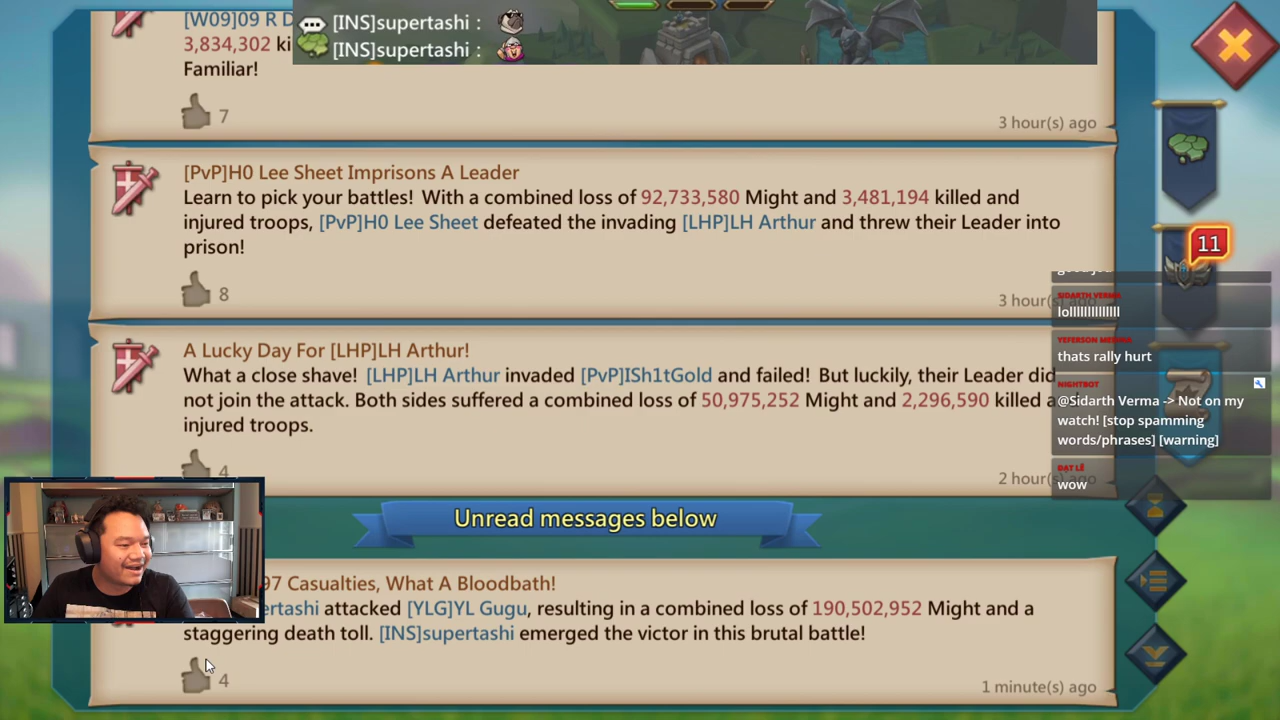 [INS]supertashi :
[INS]supertashi :
[W09]09 R D
3,834,302 ki
Familiar!
7
3 hour(s) ago
[PvP]H0 Lee Sheet Imprisons A Leader
Learn to pick your battles! With a combined loss of 92,733,580 Might and 3,481,194 killed and
injured troops, [PvP]H0 Lee Sheet defeated the invading [LHP]LH Arthur and threw their Leader into
prison!
8
3 hour(s) ago
11
A Lucky Day For [LHP]LH Arthur!
What a close shave! [LHP]LH Arthur invaded [PvP]ISh1tGold and failed! But luckily, their Leader did
not join the attack. Both sides suffered a combined loss of 50,975,252 Might and 2,296,590 killed a
injured troops.
4
2 hour(s) ago
Unread messages below
97 Casualties, What A Bloodbath!
ertashi attacked [YLG]YL Gugu, resulting in a combined loss of 190,502,952 Might and a
staggering death toll. [INS]supertashi emerged the victor in this brutal battle!
4
1 minute(s) ago
SIDARTH VERMA
lollllllllllllll
thats rally hurt
NIGHTBOT
@Sidarth Verma -> Not on my
watch! [stop spamming
words/phrases] [warning]
ĐẠT LÊ
wow